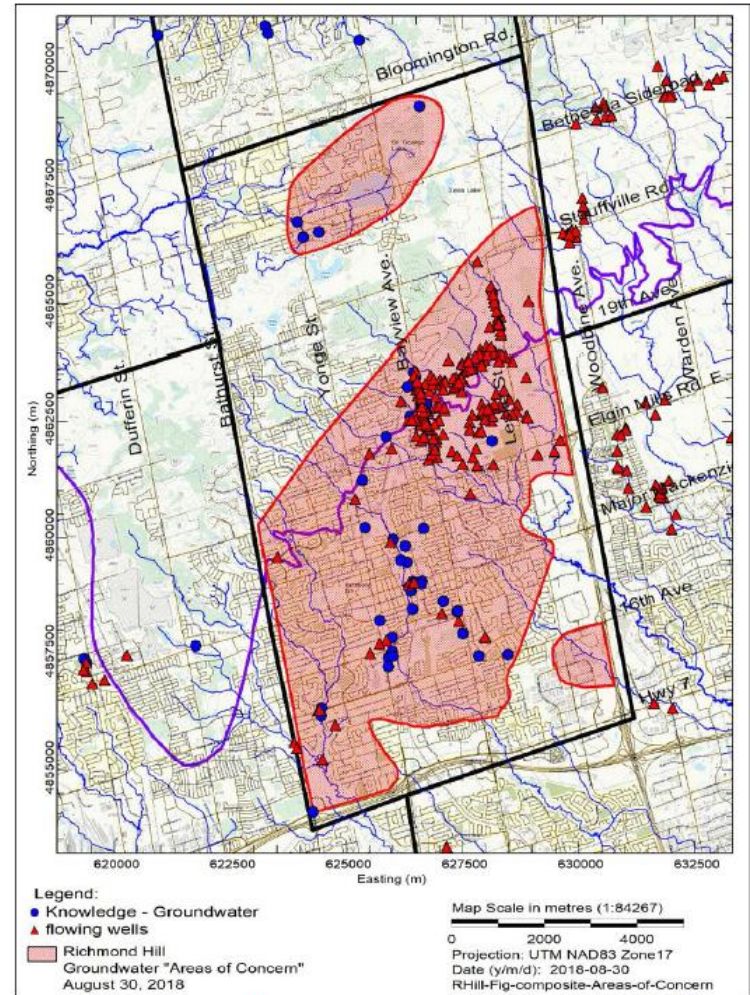 Bloomington Rd.
Bethesda Sideroad
Stouffville Rd
19th Ave.
Woodbine Ave.
Warden Ave.
Elgin Mills Rd. E.
Major Mackenzi
16th Ave.
Hwy 7
Bayview Ave.
Yonge St.
Bathurst St.
Dufferin St.
Northing (m)
4870000
4867500
4865000
4862500
4860000
4857500
4855000
620000 622500 625000 627500 630000 632500
Easting (m)
Legend:
Knowledge - Groundwater
flowing wells
Richmond Hill
Groundwater "Areas of Concern"
August 30, 2018
Map Scale in metres (1:84267)
0 2000 4000
Projection: UTM NAD83 Zone17
Date (y/m/d): 2018-08-30
RHill-Fig-composite-Areas-of-Concern